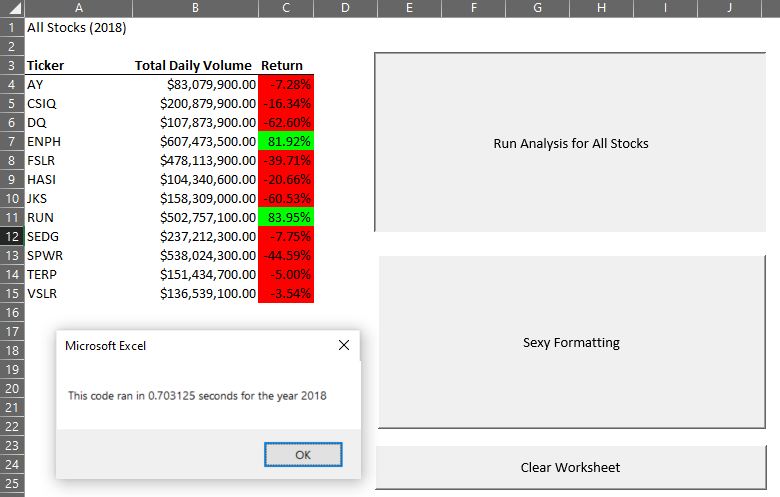 A B C D E F G H I J
1 All Stocks (2018)
2
3 Ticker Total Daily Volume Return
4 AY $83,079,900.00 -7.28%
5 CSIQ $200,879,900.00 -16.34%
6 DQ $107,873,900.00 -62.60%
7 ENPH $607,473,500.00 81.92%
8 FSLR $478,113,900.00 -39.71%
9 HASI $104,340,600.00 -20.66%
10 JKS $158,309,000.00 -60.53%
11 RUN $502,757,100.00 83.95%
12 SEDG $237,212,300.00 -7.75%
13 SPWR $538,024,300.00 -44.59%
14 TERP $151,434,700.00 -5.00%
15 VSLR $136,539,100.00 -3.54%
16
17
18
19
20
21
22
23
24
25
Run Analysis for All Stocks
Sexy Formatting
Clear Worksheet
Microsoft Excel
This code ran in 0.703125 seconds for the year 2018
OK